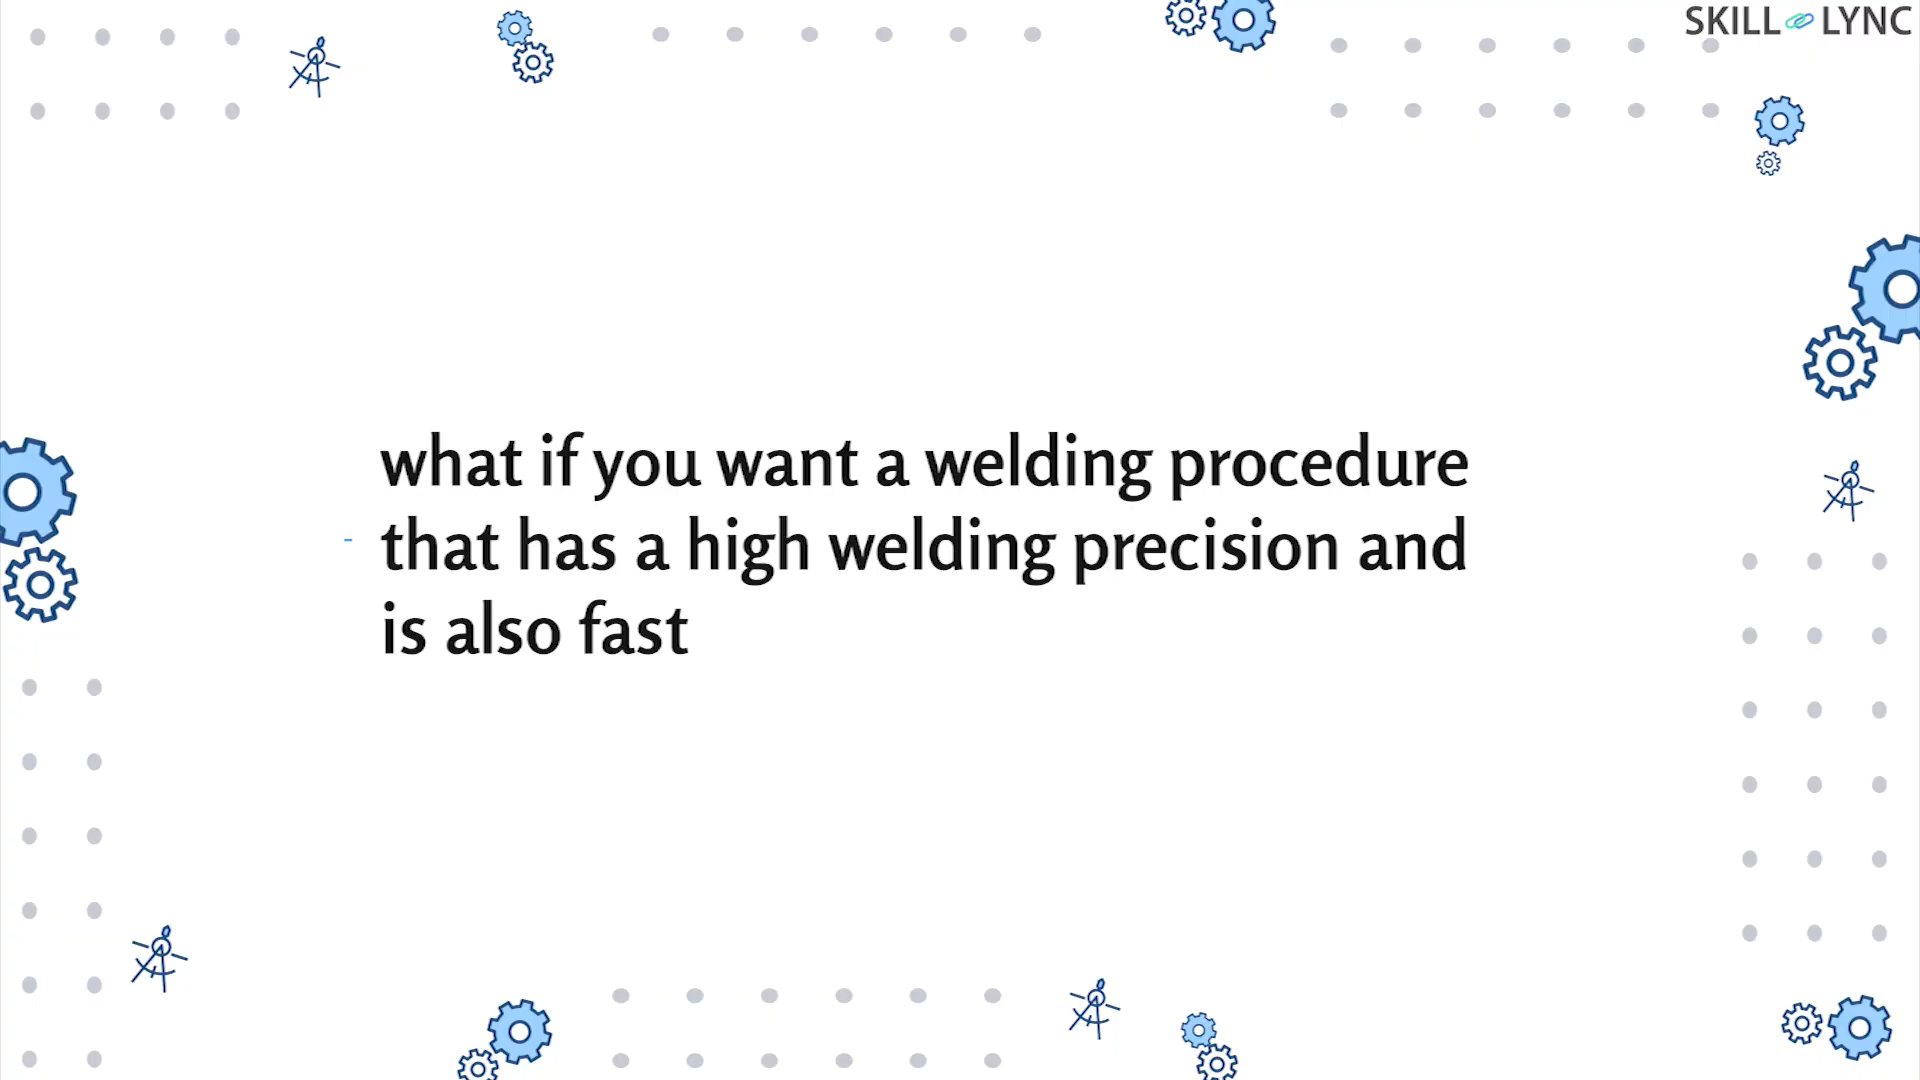 SKILL LYNC
what if you want a welding procedure
that has a high welding precision and
is also fast